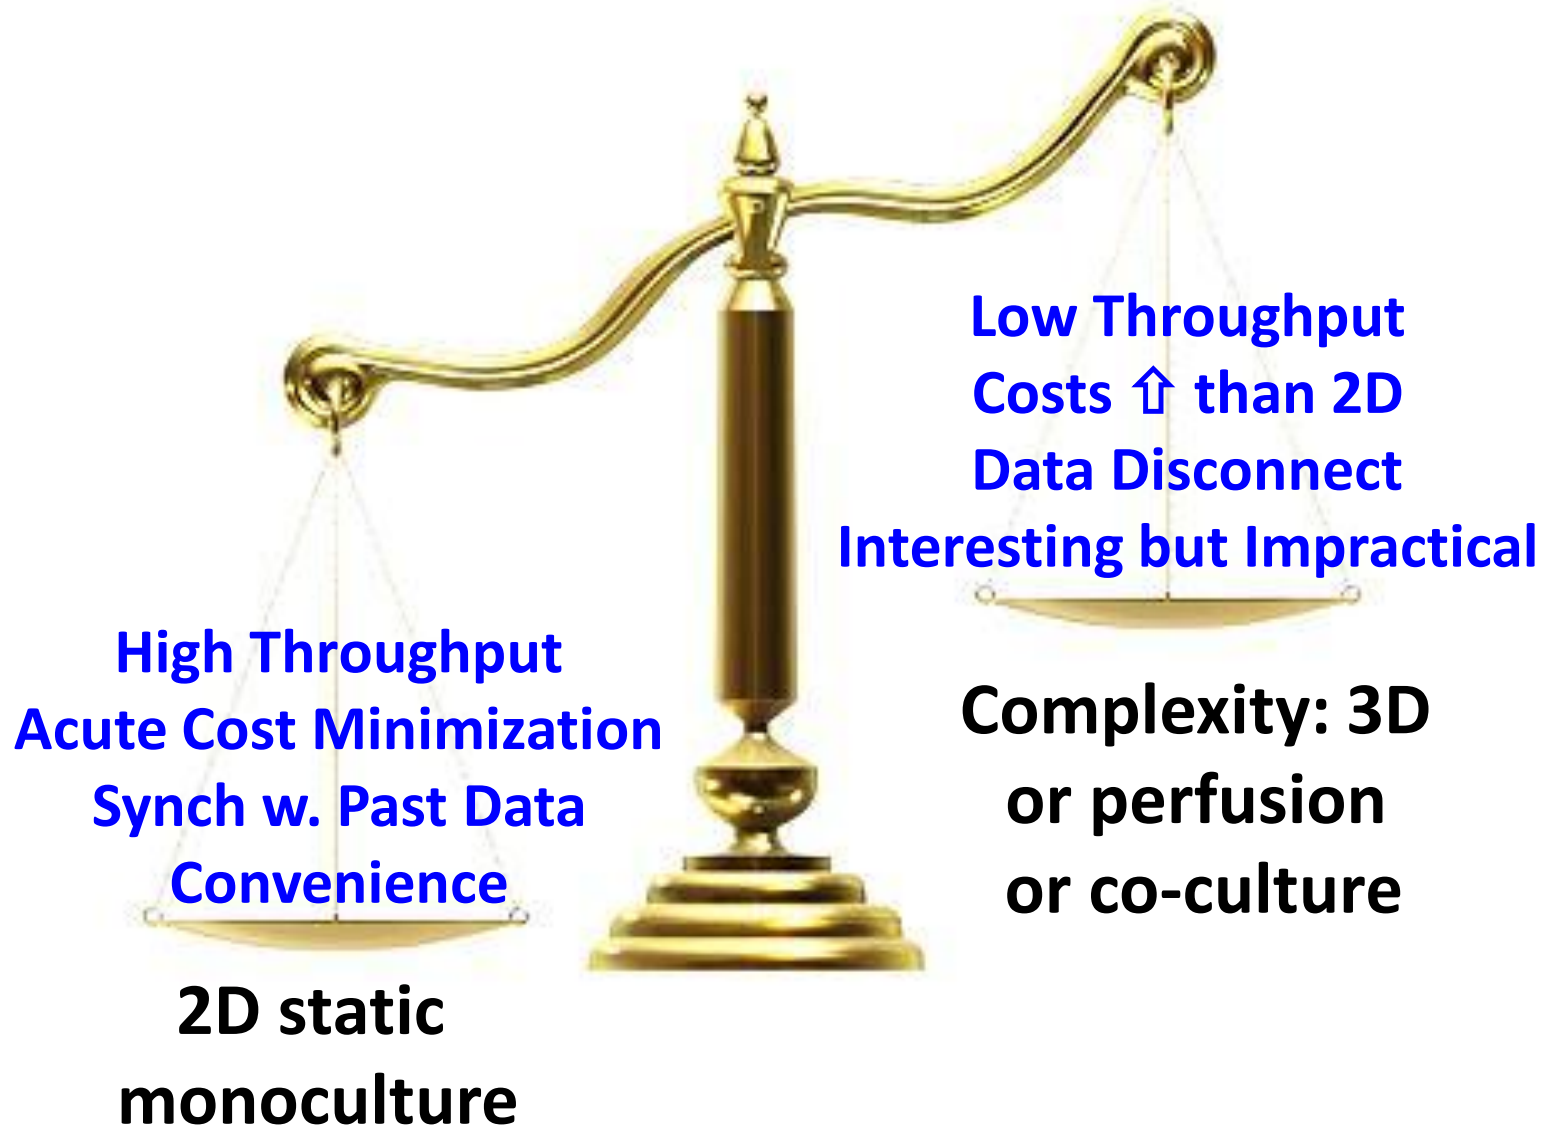 High Throughput
Acute Cost Minimization
Synch w. Past Data
Convenience
2D static
monoculture
Low Throughput
Costs ⇧ than 2D
Data Disconnect
Interesting but Impractical
Complexity: 3D
or perfusion
or co-culture